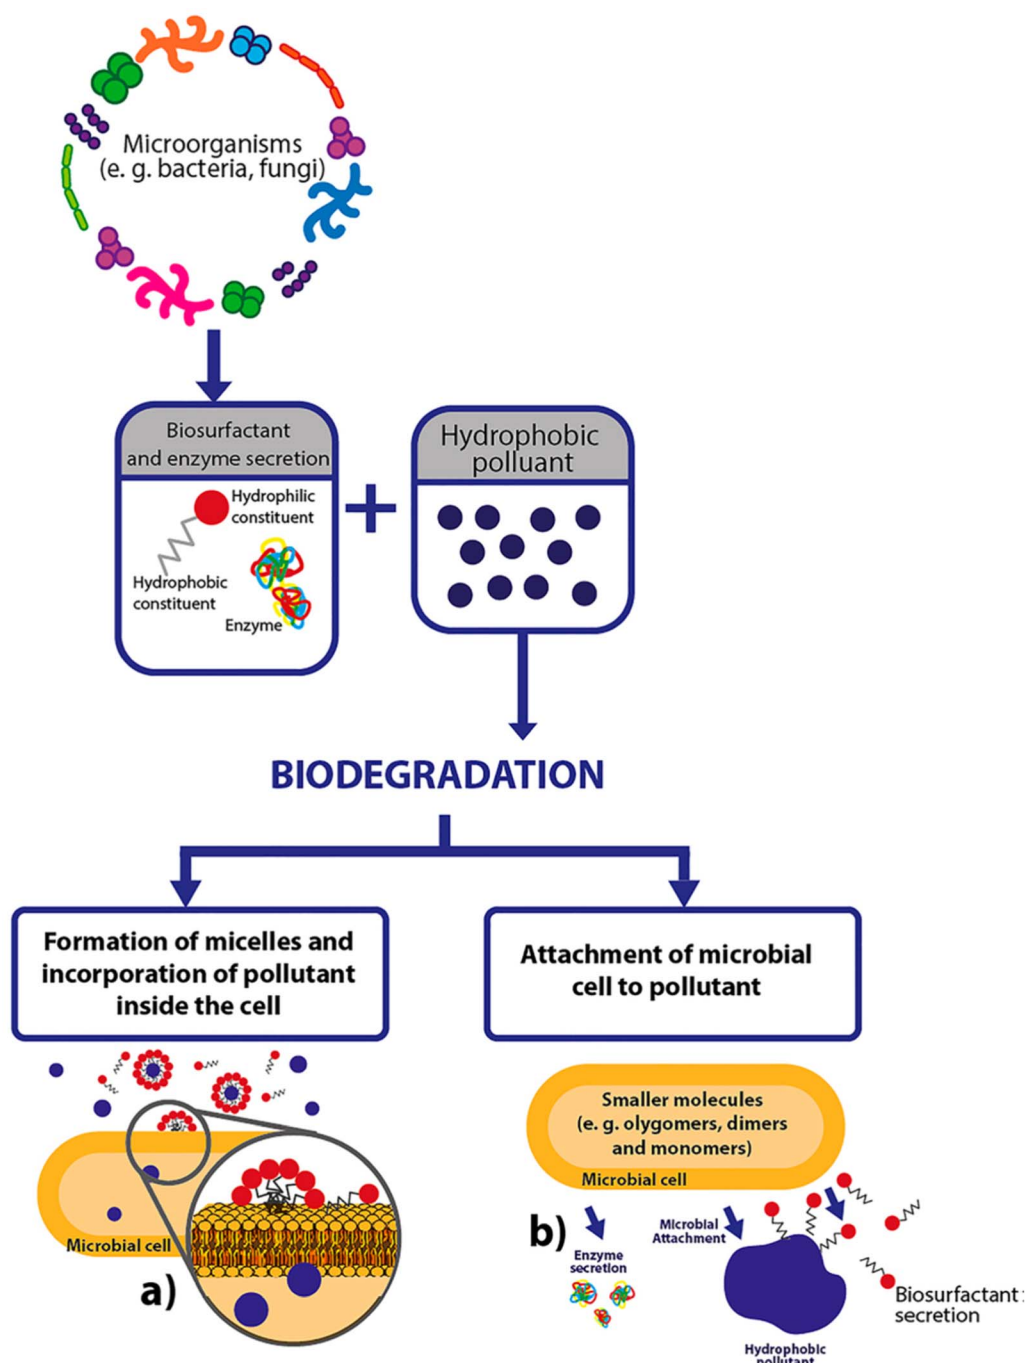 Microorganisms
(e. g. bacteria, fungi)
Biosurfactant
and enzyme secretion
Hydrophilic
constituent
Hydrophobic
constituent
Enzyme
Hydrophobic
polluant
BIODEGRADATION
Formation of micelles and
incorporation of pollutant
inside the cell
Attachment of microbial
cell to pollutant
Microbial cell
a)
Smaller molecules
(e. g. olygomers, dimers
and monomers)
Microbial cell
b)
Enzyme
secretion
Microbial
Attachment
Biosurfactant:
secretion
Hydrophobic
pollutant